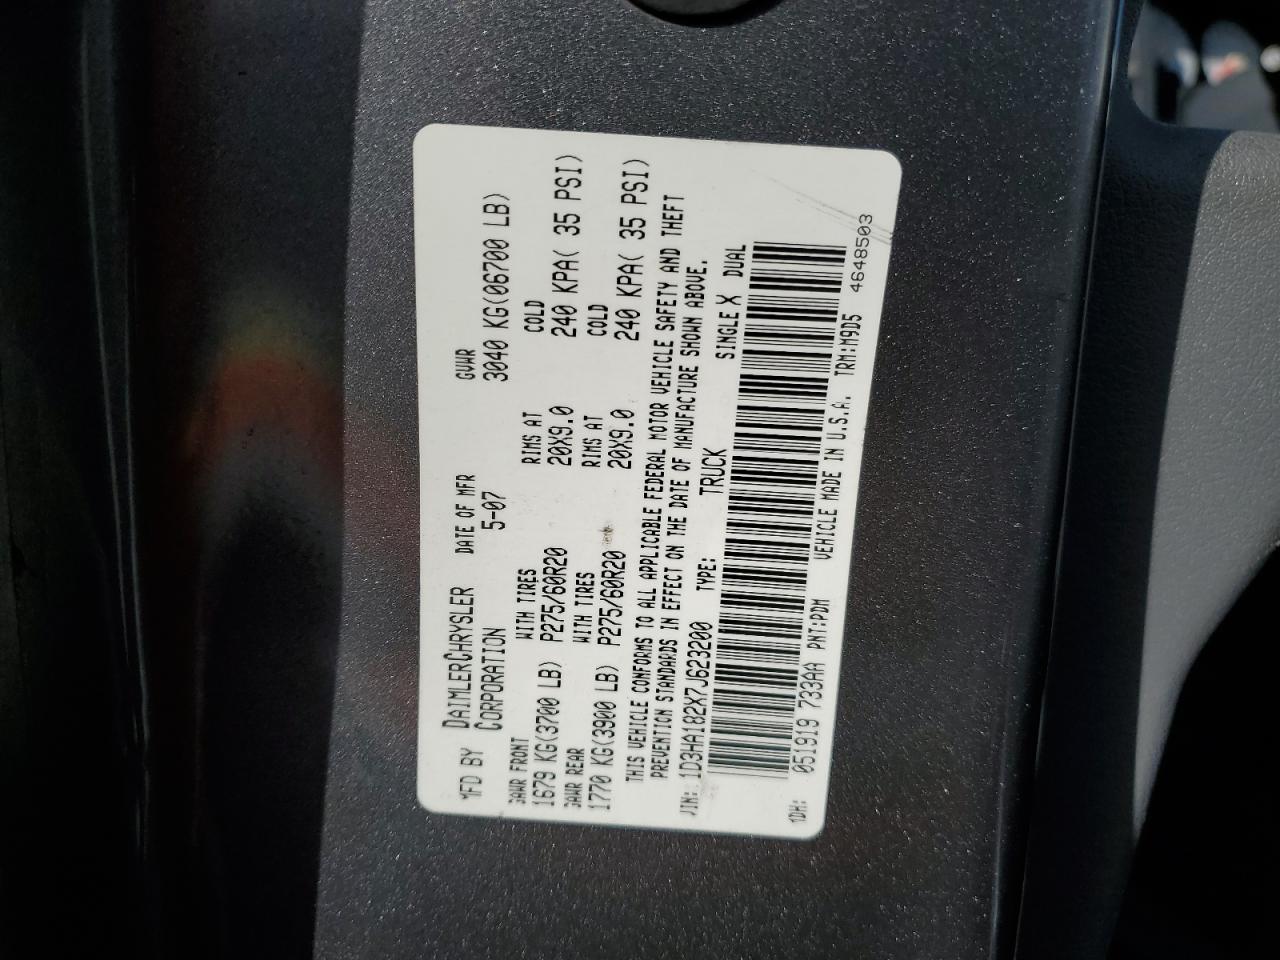 MFD BY DAIMLERCHRYSLER CORPORATION DATE OF MFR 5-07 GVWR 3040 KG(06700 LB)
GAWR FRONT WITH TIRES RIMS AT COLD
1679 KG(3700 LB) P275/60R20 20X9.0 240 KPA( 35 PSI)
GAWR REAR WITH TIRES RIMS AT COLD
1770 KG(3900 LB) P275/60R20 20X9.0 240 KPA( 35 PSI)
THIS VEHICLE CONFORMS TO ALL APPLICABLE FEDERAL MOTOR VEHICLE SAFETY AND THEFT
PREVENTION STANDARDS IN EFFECT ON THE DATE OF MANUFACTURE SHOWN ABOVE.
VIN: 1D3HA182X7J623200 TYPE: TRUCK SINGLE X DUAL
MDH: 051919 733AA PNT:PDM VEHICLE MADE IN U.S.A. TRM:M9D5 4648503